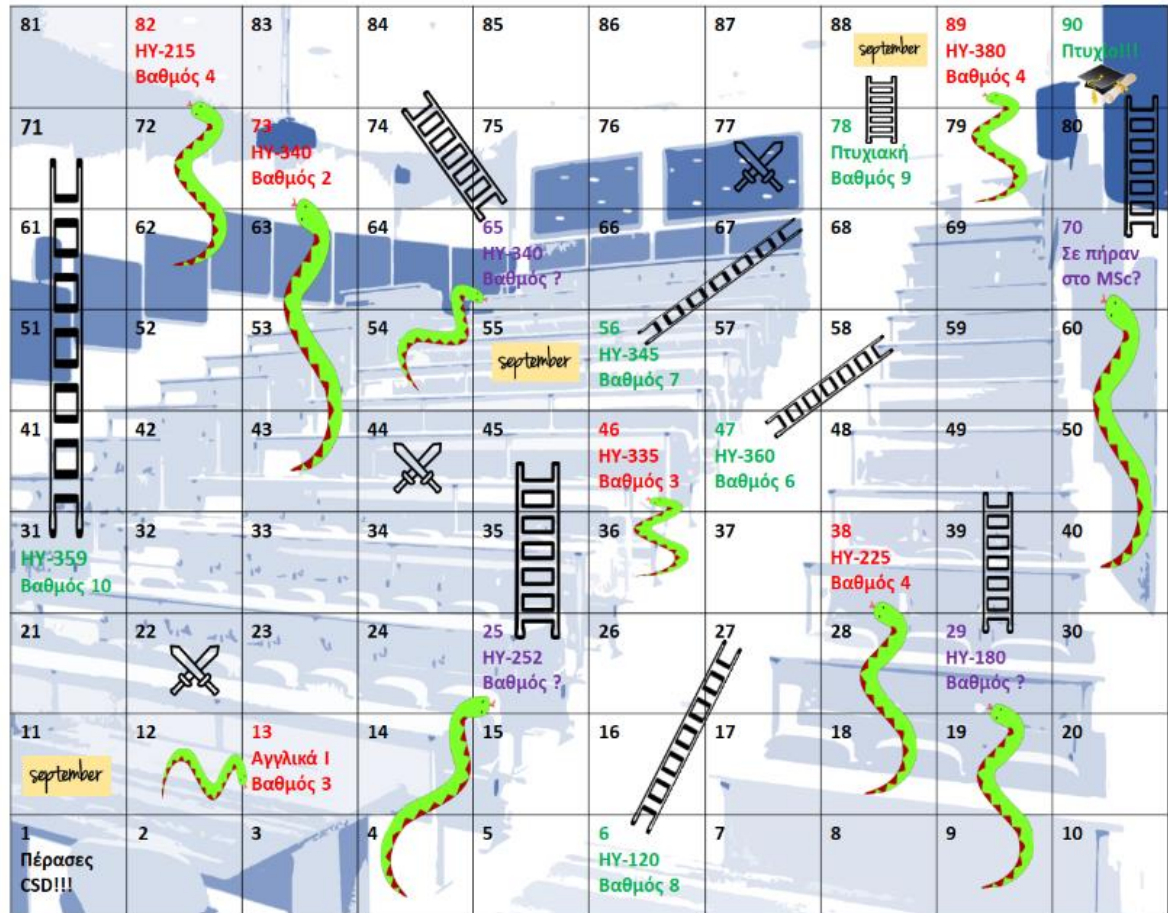 81 82 83 84 85 86 87 88 89 90
HY-215 september HY-380 Πτυχίο!!!
Βαθμός 4 Βαθμός 4
71 72 73 74 75 76 77 78 79 80
HY-340 Πτυχιακή
Βαθμός 2 Βαθμός 9
61 62 63 64 65 66 67 68 69 70
HY-340 Σε πήραν
Βαθμός ? στο MSc?
51 52 53 54 55 56 57 58 59 60
september HY-345
Βαθμός 7
41 42 43 44 45 46 47 48 49 50
HY-335 HY-360
Βαθμός 3 Βαθμός 6
31 32 33 34 35 36 37 38 39 40
HY-359 HY-225
Βαθμός 10 Βαθμός 4
21 22 23 24 25 26 27 28 29 30
HY-252 HY-180
Βαθμός ? Βαθμός ?
11 12 13 14 15 16 17 18 19 20
september Αγγλικά Ι
Βαθμός 3
1 2 3 4 5 6 7 8 9 10
Πέρασες HY-120
CSD!!! Βαθμός 8